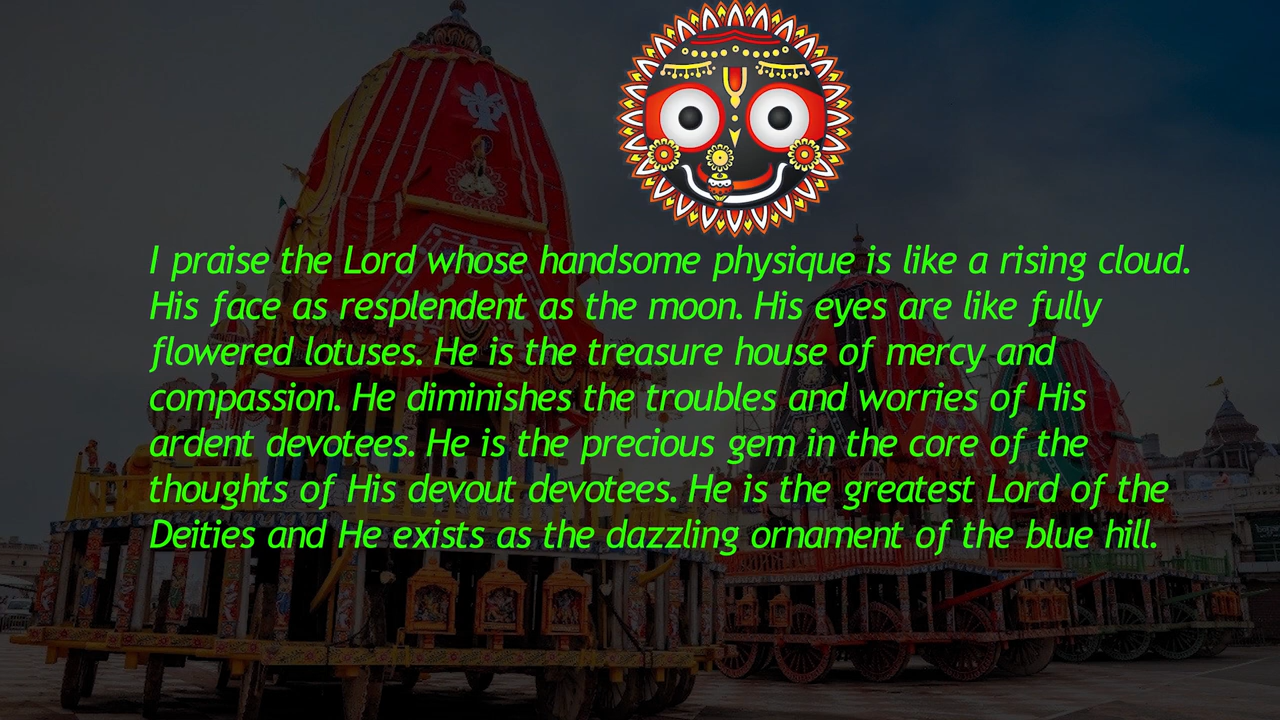 I praise the Lord whose handsome physique is like a rising cloud.
His face as resplendent as the moon. His eyes are like fully
flowered lotuses. He is the treasure house of mercy and
compassion. He diminishes the troubles and worries of His
ardent devotees. He is the precious gem in the core of the
thoughts of His devout devotees. He is the greatest Lord of the
Deities and He exists as the dazzling ornament of the blue hill.